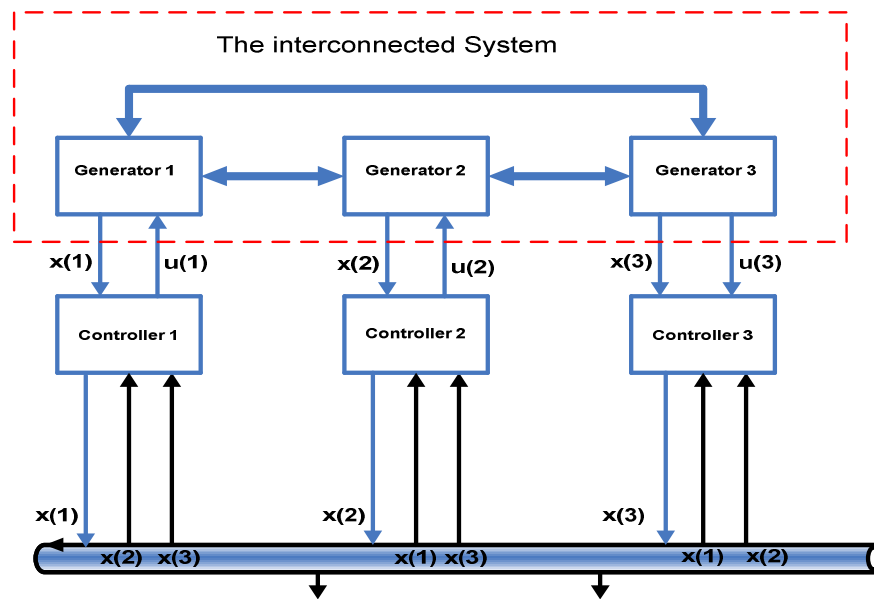 The interconnected System
Generator 1
Generator 2
Generator 3
x(1)
u(1)
x(2)
u(2)
x(3)
u(3)
Controller 1
Controller 2
Controller 3
x(1)
x(2)
x(3)
x(2)
x(3)
x(1)
x(3)
x(1)
x(2)